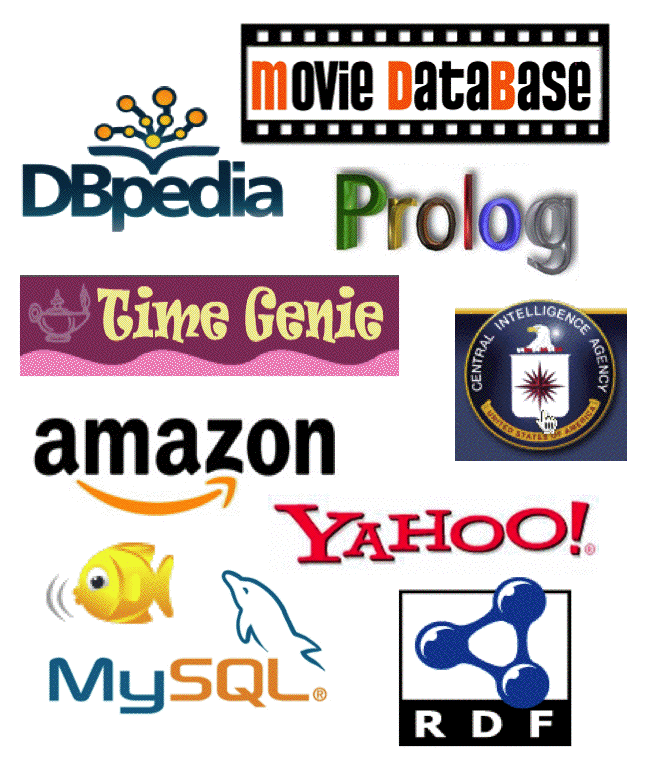 MOVIE DATABASE
DBpedia
Prolog
Time Genie
CENTRAL INTELLIGENCE AGENCY
UNITED STATES OF AMERICA
amazon
YAHOO!®
MySQL®
RDF